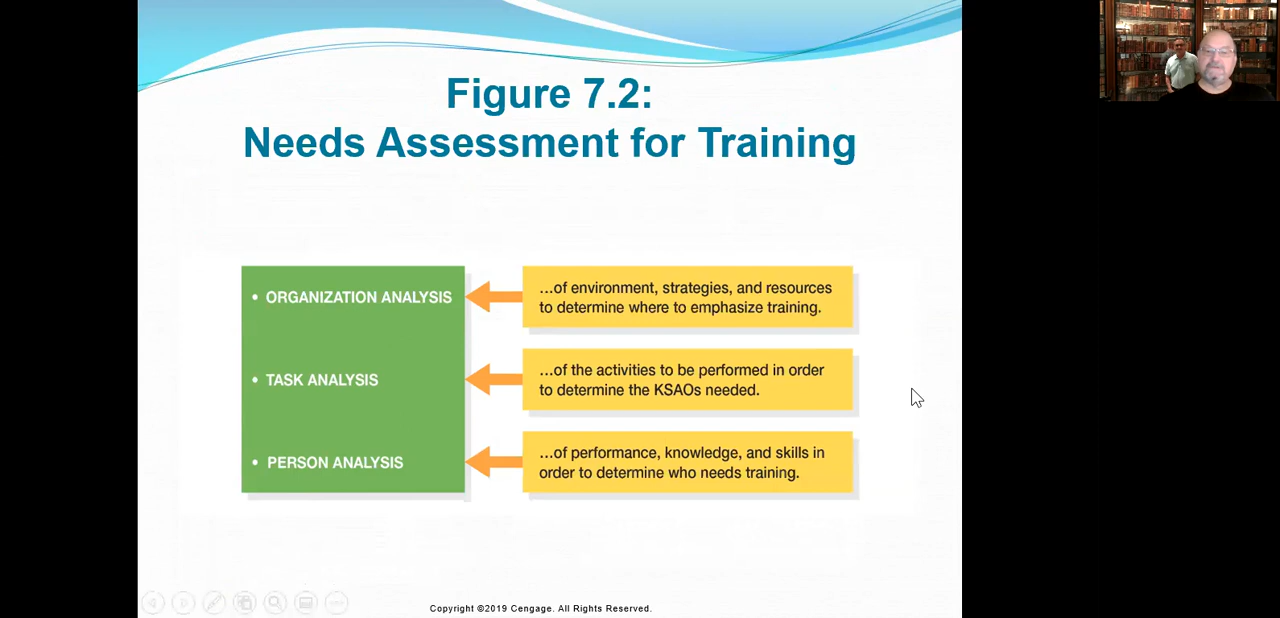 Figure 7.2:
Needs Assessment for Training
• ORGANIZATION ANALYSIS
...of environment, strategies, and resources
to determine where to emphasize training.
• TASK ANALYSIS
...of the activities to be performed in order
to determine the KSAOs needed.
• PERSON ANALYSIS
...of performance, knowledge, and skills in
order to determine who needs training.
Copyright ©2019 Cengage. All Rights Reserved.